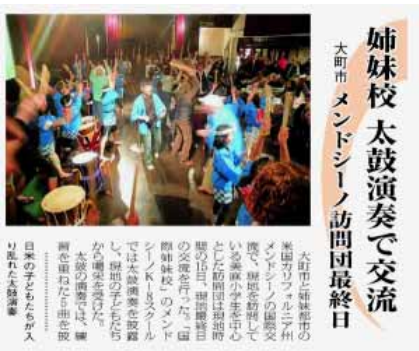 姉妹校 太鼓演奏で交流
大町市 メンドシーノ訪問団最終日
大町市と姉妹都市の
米国カリフォルニア州
メンドシーノの国際交
流で、現地を訪問して
いる美麻小学生を中心
とした訪問団は現地時
間の15日、現地最終日
の交流を行った。「国
際姉妹校」のメンド
シーノK−8スクール
では太鼓演奏を披露
し、現地の子どもたち
から喝采を受けた。
太鼓の演奏では、練
習を重ねた5曲を披
日米の子どもたちが入
り乱れた太鼓演奏